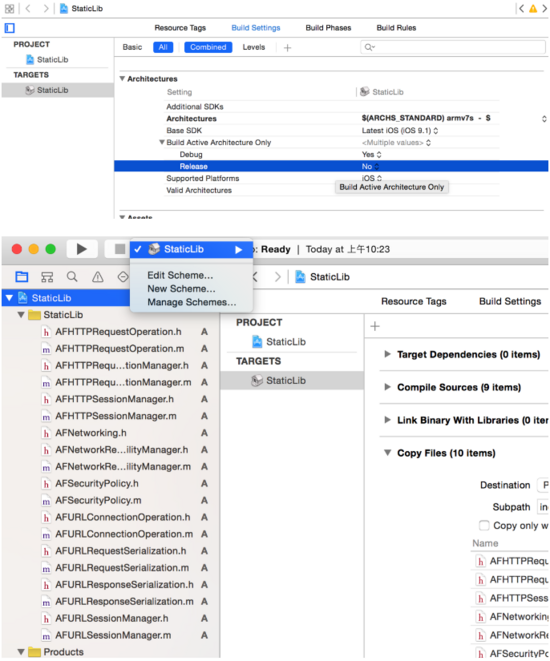 StaticLib
Resource Tags Build Settings Build Phases Build Rules
PROJECT
StaticLib
TARGETS
StaticLib
Basic All Combined Levels +
Architectures
Setting StaticLib
Additional SDKs
Architectures $(ARCHS_STANDARD) armv7s - $
Base SDK Latest iOS (iOS 9.1)
Build Active Architecture Only <Multiple values>
Debug Yes
Release No
Supported Platforms iOS
Valid Architectures
Build Active Architecture Only
StaticLib
Ready | Today at 上午10:23
Edit Scheme...
New Scheme...
Manage Schemes...
StaticLib
StaticLib
StaticLib
AFHTTPRequestOperation.h A
AFHTTPRequestOperation.m A
AFHTTPRequ...tionManager.h A
AFHTTPRequ...tionManager.m A
AFHTTPSessionManager.h A
AFHTTPSessionManager.m A
AFNetworking.h A
AFNetworkRe...ilityManager.h A
AFNetworkRe...ilityManager.m A
AFSecurityPolicy.h A
AFSecurityPolicy.m A
AFURLConnectionOperation.h A
AFURLConnectionOperation.m A
AFURLRequestSerialization.h A
AFURLRequestSerialization.m A
AFURLResponseSerialization.h A
AFURLResponseSerialization.m A
AFURLSessionManager.h A
AFURLSessionManager.m A
Products
Resource Tags Build Settings
PROJECT
StaticLib
TARGETS
StaticLib
+
Target Dependencies (0 items)
Compile Sources (9 items)
Link Binary With Libraries (0 iter
Copy Files (10 items)
Destination P
Subpath in
Copy only w
Name
AFHTTPRequ
AFHTTPRequ
AFHTTPSess
AFNetworking
AFNetworkRe
AFSecurityPo